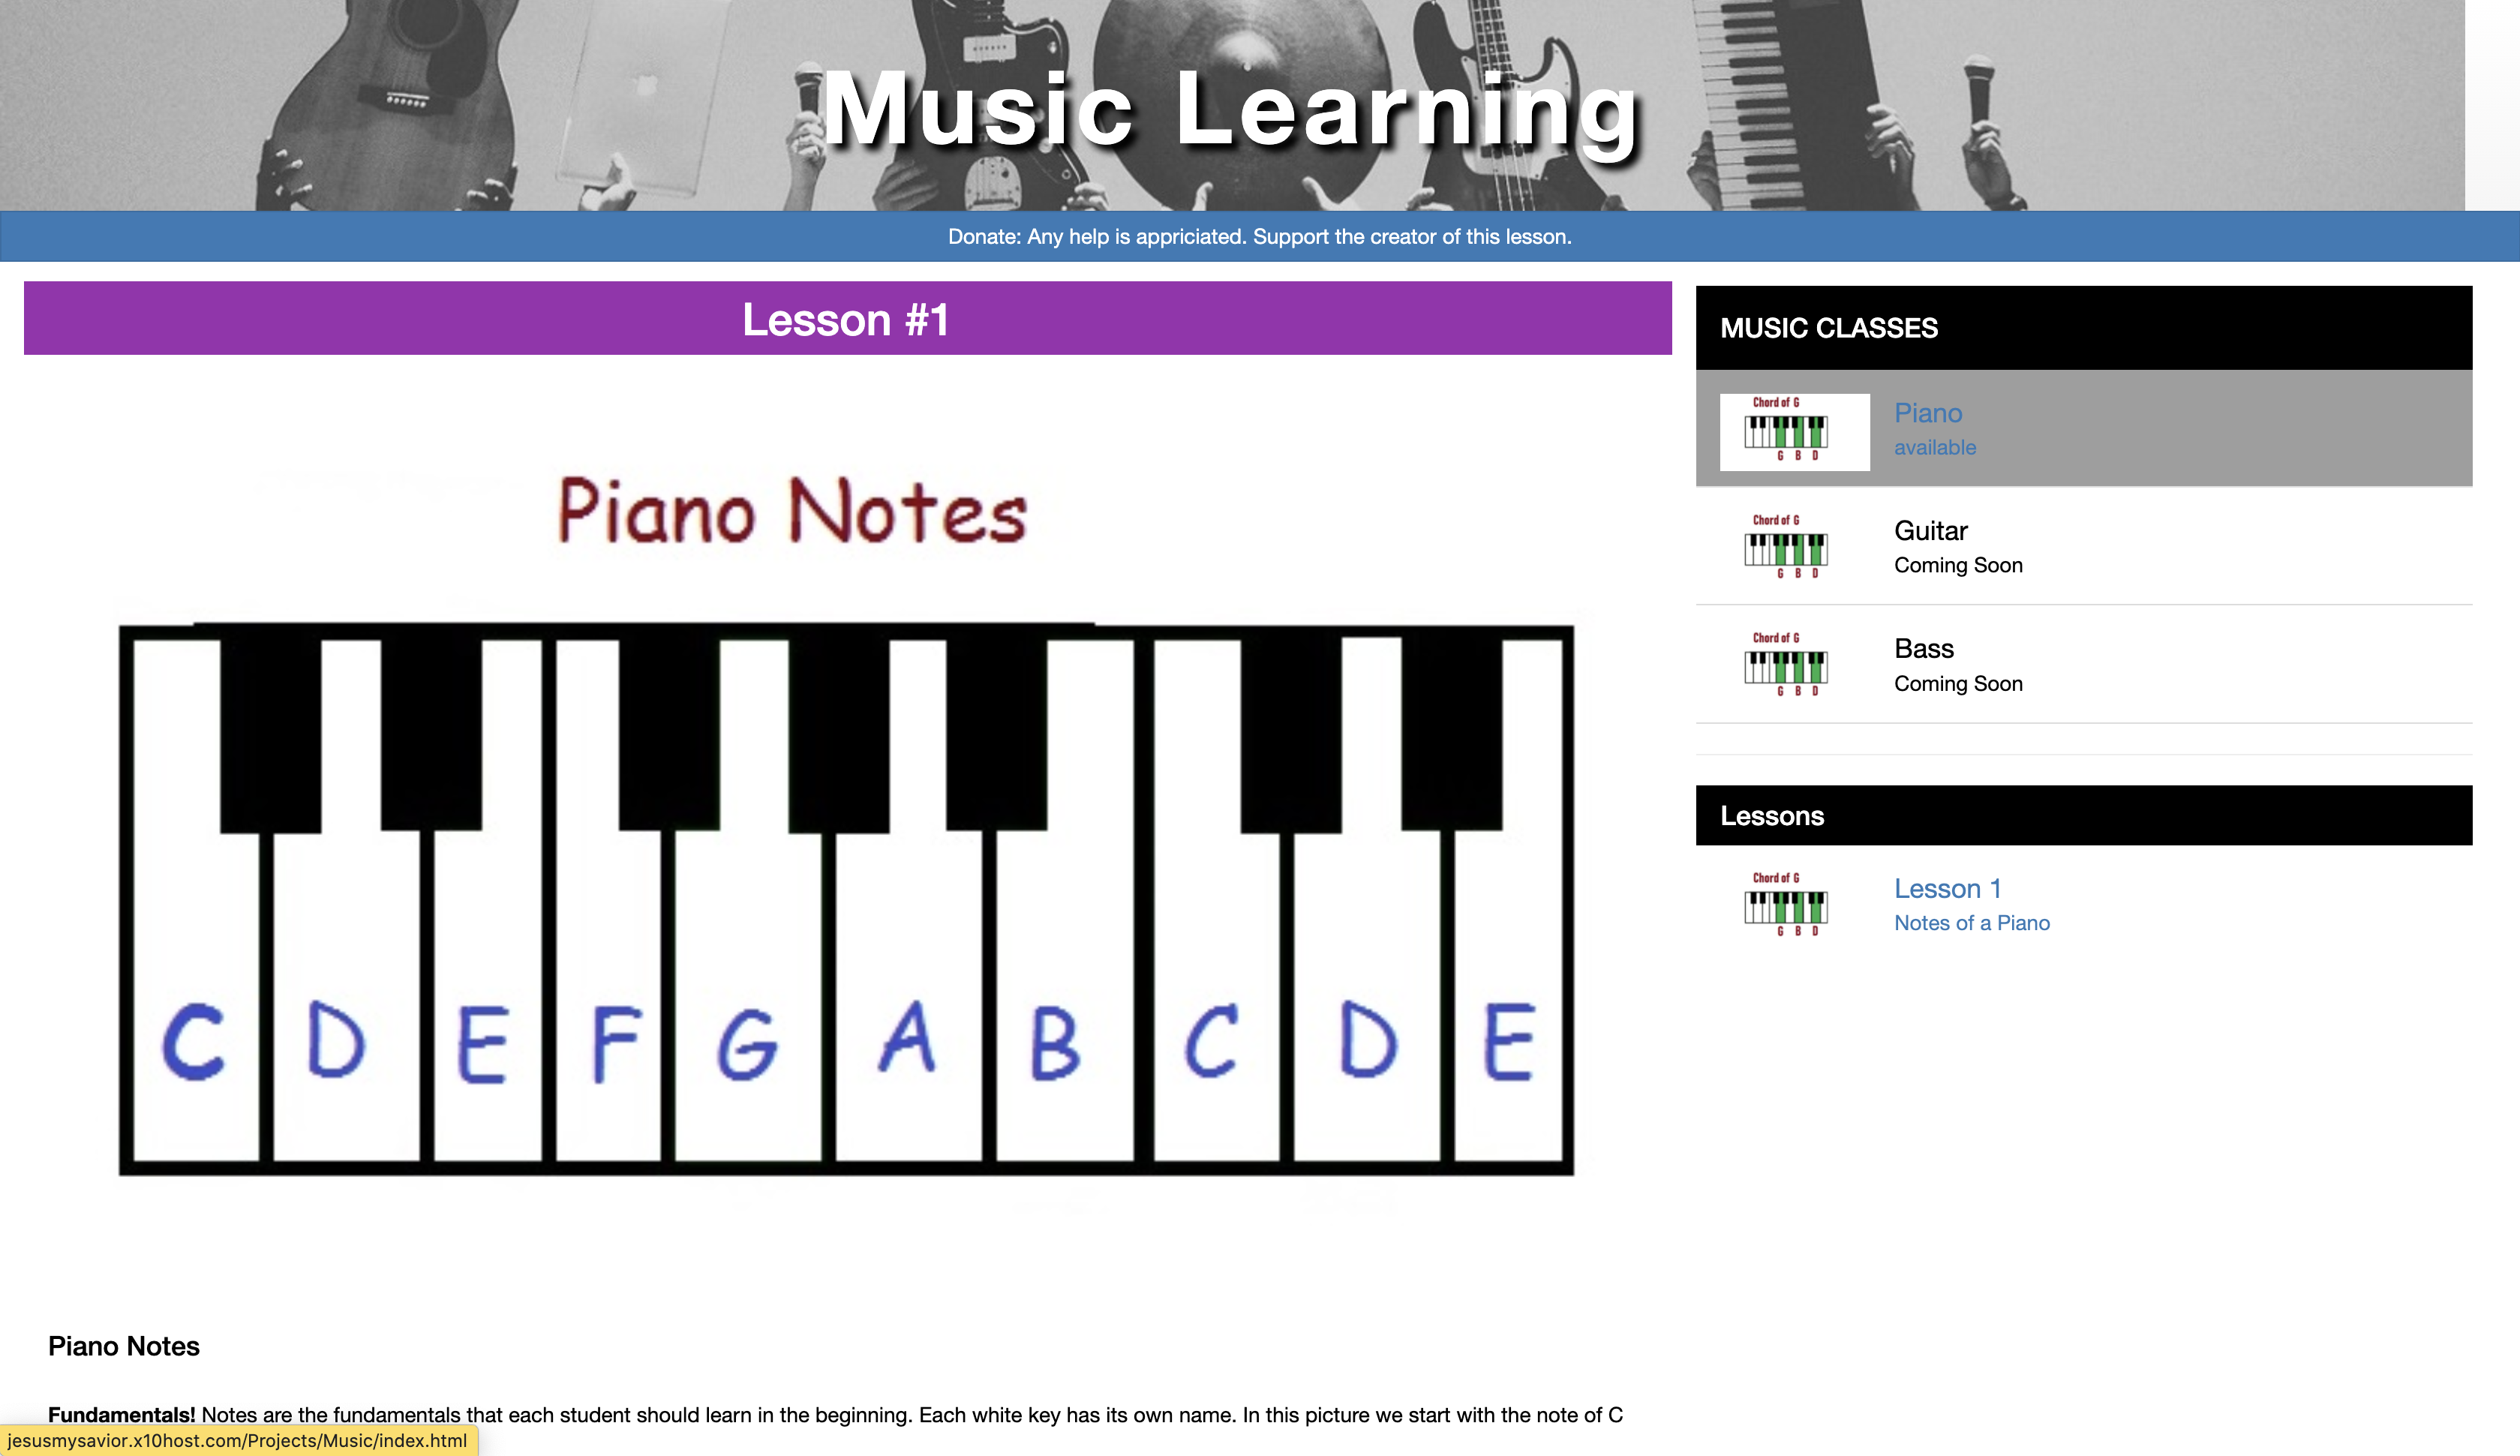 Music Learning
Donate: Any help is appriciated. Support the creator of this lesson.
Lesson #1
Piano Notes
C D E F G A B C D E
Piano Notes
Fundamentals! Notes are the fundamentals that each student should learn in the beginning. Each white key has its own name. In this picture we start with the note of C
MUSIC CLASSES
Chord of G
G B D
Piano
available
Chord of G
G B D
Guitar
Coming Soon
Chord of G
G B D
Bass
Coming Soon
Lessons
Chord of G
G B D
Lesson 1
Notes of a Piano
jesusmysavior.x10host.com/Projects/Music/index.html